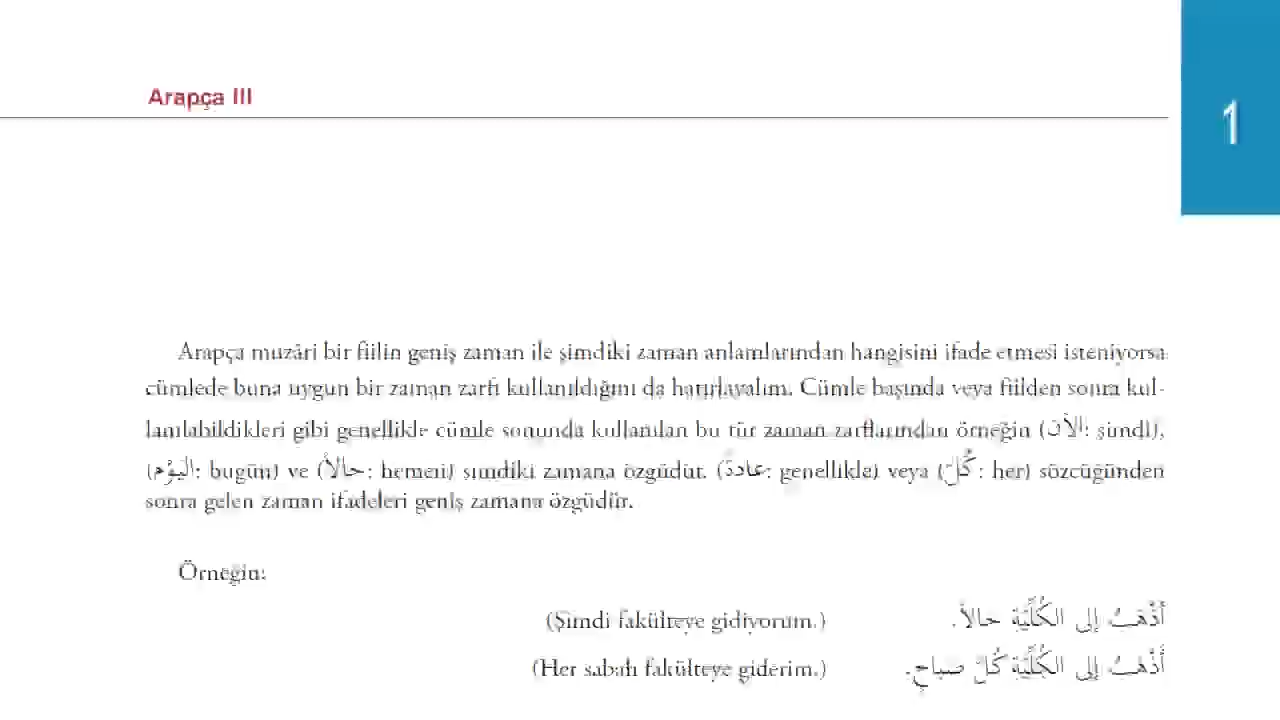 Arapça III
1
Arapça muzâri bir fiilin geniş zaman ile şimdiki zaman anlamlarından hangisini ifade etmesi isteniyorsa
cümlede buna uygun bir zaman zarfı kullanıldığını da hatırlayalım. Cümle başında veya fiilden sonra kul-
lanılabildikleri gibi genellikle cümle sonunda kullanılan bu tür zaman zarflarından örneğin (الآن: şimdi),
(اليَوْم: bugün) ve (حالاً: hemen) şimdiki zamana özgüdür. (عادةً: genellikle) veya (كُلّ: her) sözcüğünden
sonra gelen zaman ifadeleri geniş zamana özgüdür.
Örneğin:
(Şimdi fakülteye gidiyorum.) أَذْهَبُ إلى الكُلِّيَّةِ حالاً.
(Her sabah fakülteye giderim.) أَذْهَبُ إلى الكُلِّيَّةِ كُلَّ صباحٍ.